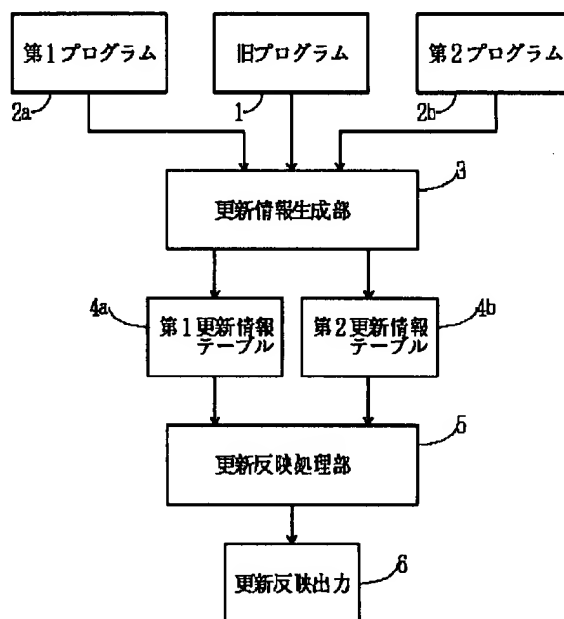 第1プログラム
旧プログラム
第2プログラム
2a
1
2b
3
更新情報生成部
4a
第1更新情報
テーブル
第2更新情報
テーブル
4b
5
更新反映処理部
6
更新反映出力